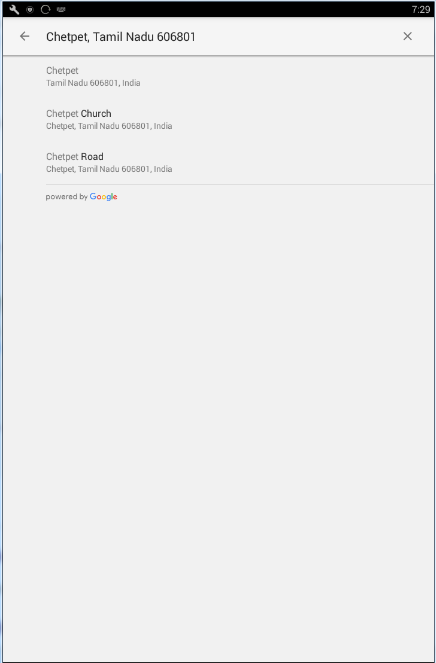 7:29
Chetpet, Tamil Nadu 606801
Chetpet
Tamil Nadu 606801, India
Chetpet Church
Chetpet, Tamil Nadu 606801, India
Chetpet Road
Chetpet, Tamil Nadu 606801, India
powered by Google